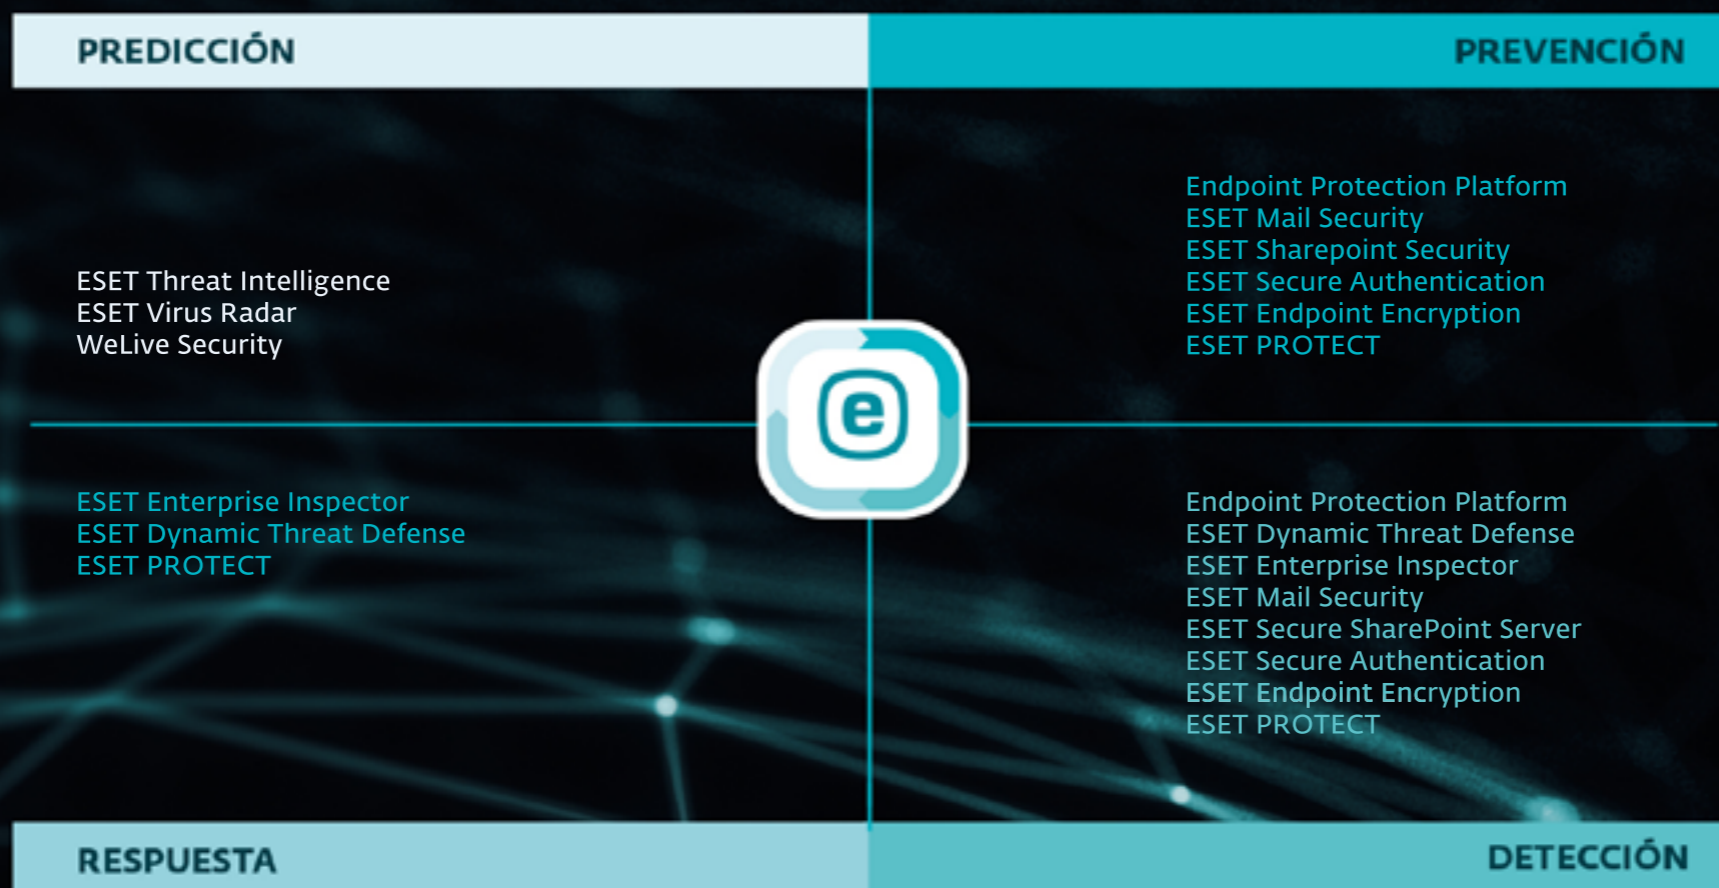 PREDICCIÓN
PREVENCIÓN
ESET Threat Intelligence
ESET Virus Radar
WeLive Security
Endpoint Protection Platform
ESET Mail Security
ESET Sharepoint Security
ESET Secure Authentication
ESET Endpoint Encryption
ESET PROTECT
e
ESET Enterprise Inspector
ESET Dynamic Threat Defense
ESET PROTECT
Endpoint Protection Platform
ESET Dynamic Threat Defense
ESET Enterprise Inspector
ESET Mail Security
ESET Secure SharePoint Server
ESET Secure Authentication
ESET Endpoint Encryption
ESET PROTECT
RESPUESTA
DETECCIÓN